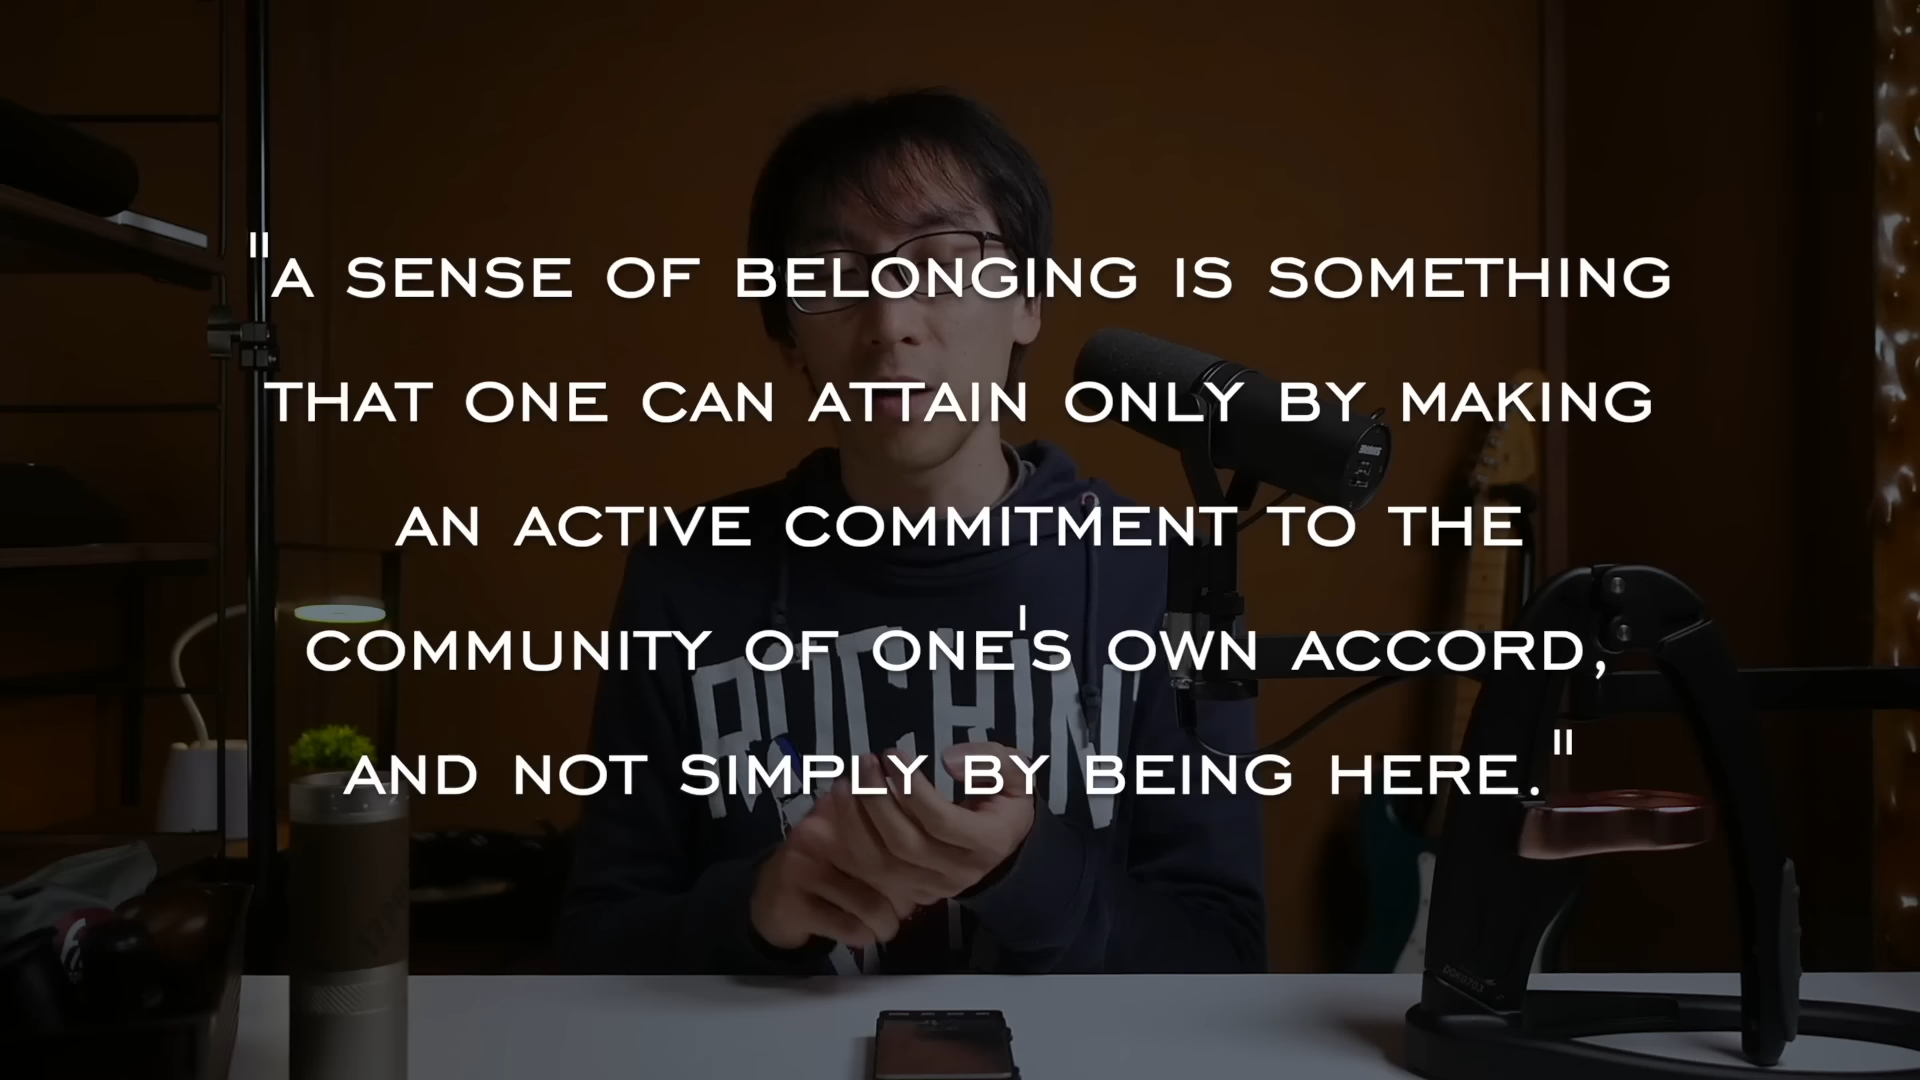 "A SENSE OF BELONGING IS SOMETHING
THAT ONE CAN ATTAIN ONLY BY MAKING
AN ACTIVE COMMITMENT TO THE
COMMUNITY OF ONE'S OWN ACCORD,
AND NOT SIMPLY BY BEING HERE."
ROCKIN'